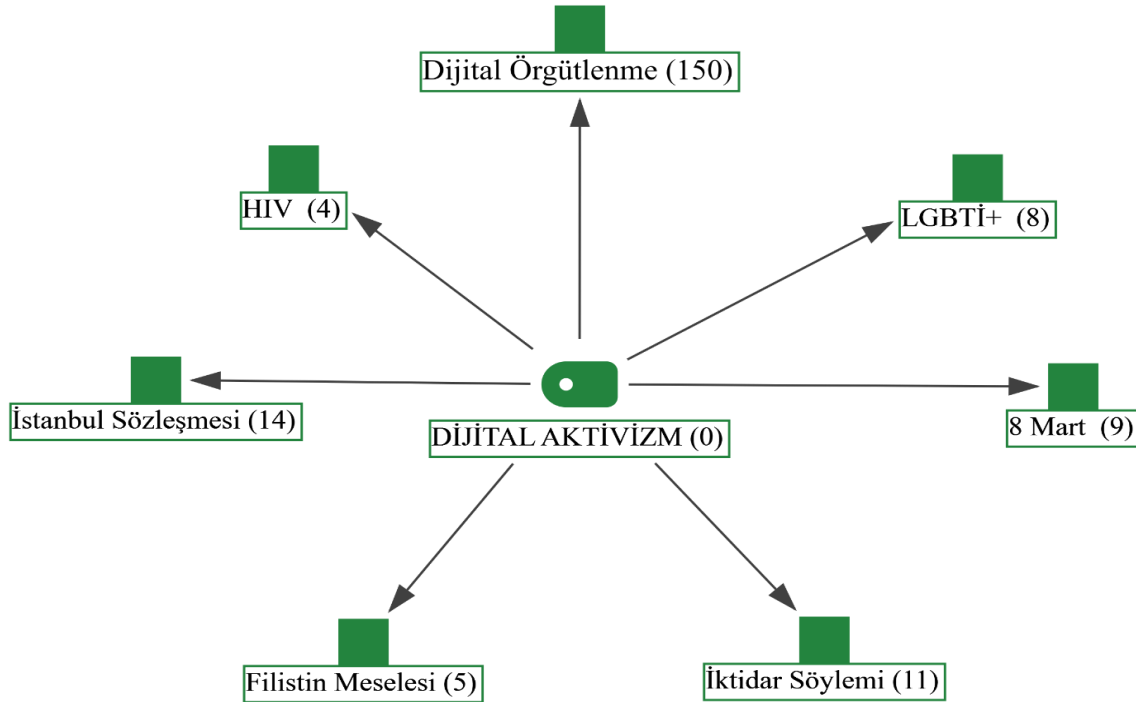 Dijital Örgütlenme (150)
HIV (4)
LGBTİ+ (8)
İstanbul Sözleşmesi (14)
8 Mart (9)
DİJİTAL AKTİVİZM (0)
Filistin Meselesi (5)
İktidar Söylemi (11)